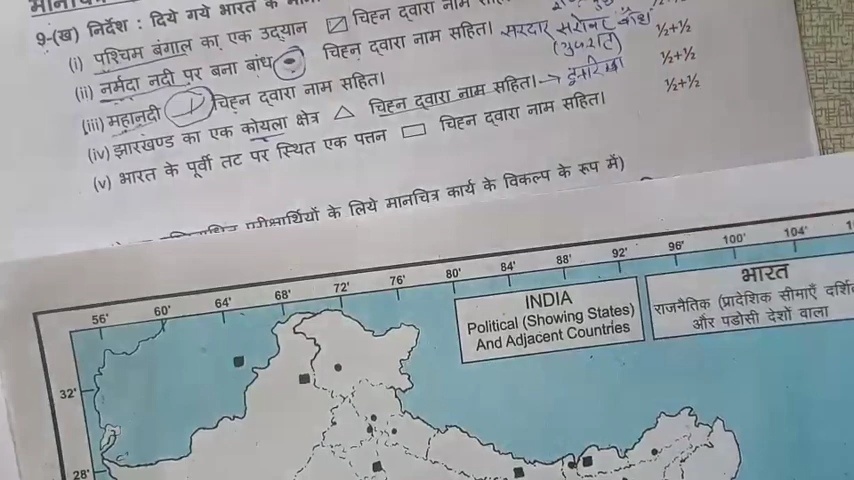 9-(ख) निर्देश : दिये गये भारत के
(i) पश्चिम बंगाल का एक उद्यान चिह्न द्वारा नाम
(ii) नर्मदा नदी पर बना बांध चिह्न द्वारा नाम सहित। सरदार सरोवर बाँध ½+½
(गुजरात)
(iii) महानदी चिह्न द्वारा नाम सहित। ½+½
(iv) झारखण्ड का एक कोयला क्षेत्र △ चिह्न द्वारा नाम सहित। → ½+½
(v) भारत के पूर्वी तट पर स्थित एक पत्तन चिह्न द्वारा नाम सहित।
परीक्षार्थियों के लिये मानचित्र कार्य के विकल्प के रूप में)
56' 60' 64' 68' 72' 76' 80' 84' 88' 92' 96' 100' 104'
INDIA
Political (Showing States)
And Adjacent Countries
भारत
राजनैतिक (प्रादेशिक सीमाएँ
और पडोसी देशों वाला
32'
28'